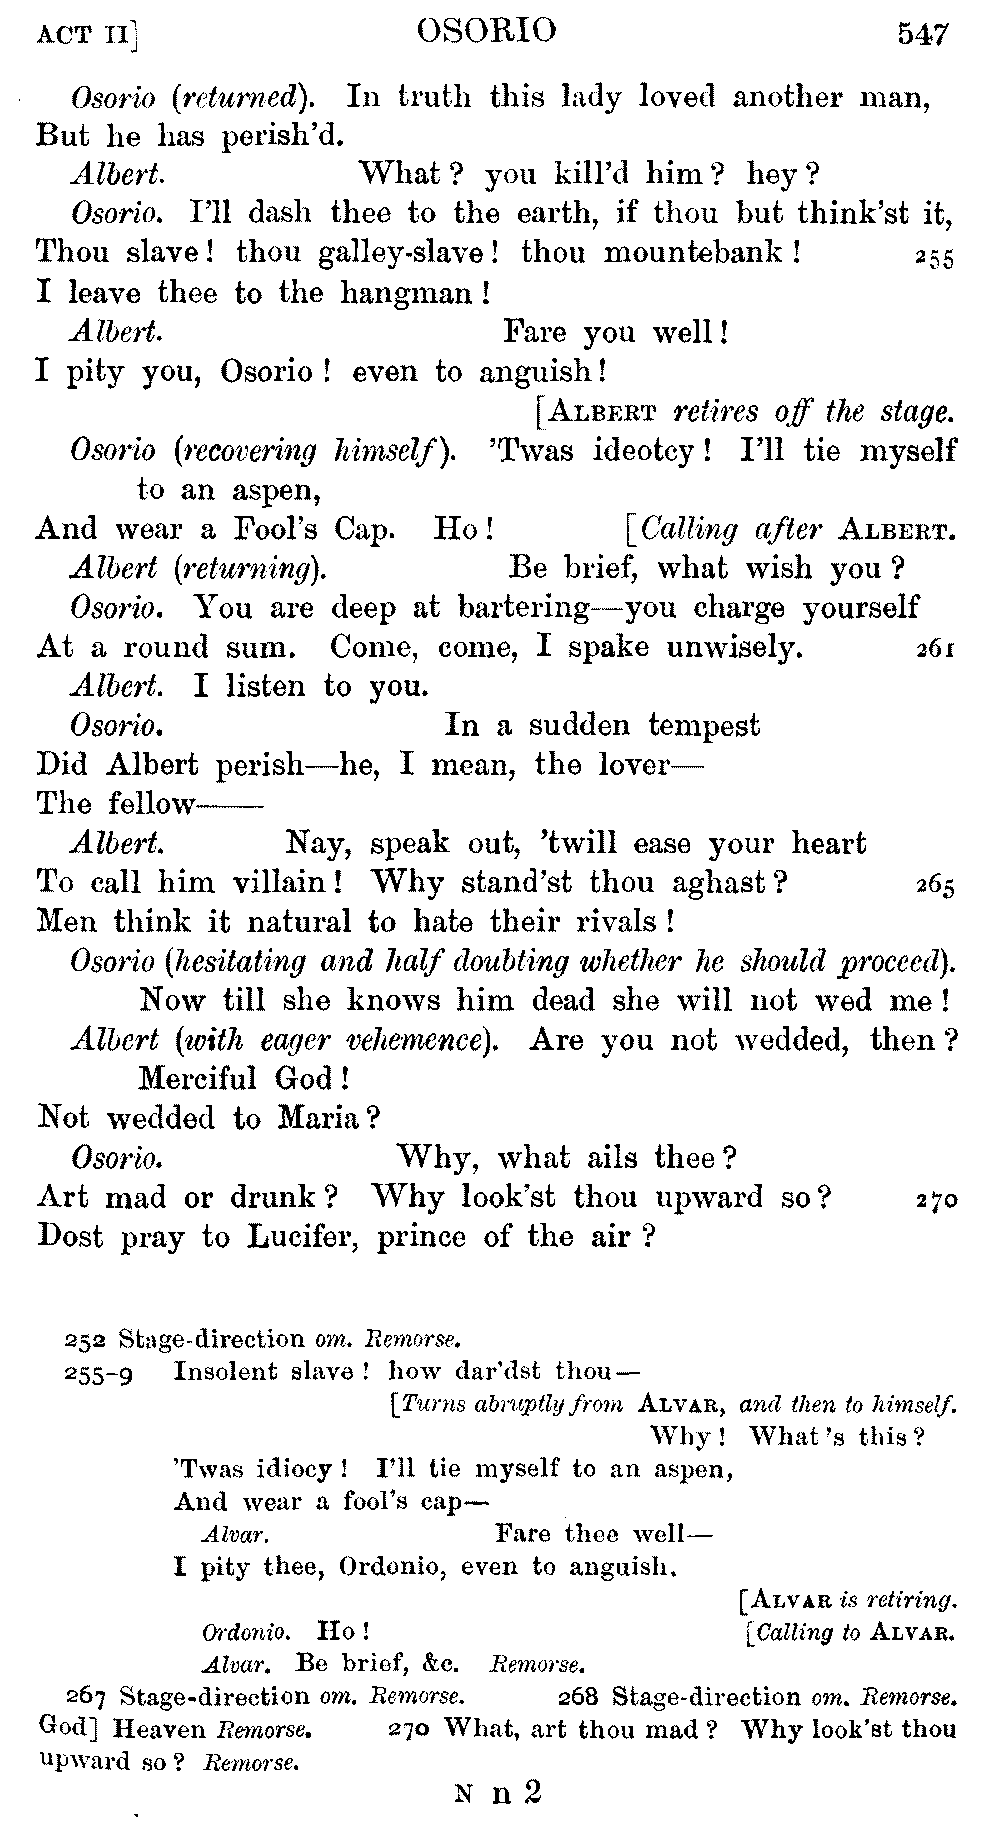 ACT II] OSORIO 547
Osorio (returned). In truth this lady loved another man,
But he has perish'd.
Albert. What? you kill'd him? hey?
Osorio. I'll dash thee to the earth, if thou but think'st it,
Thou slave! thou galley-slave! thou mountebank! 255
I leave thee to the hangman!
Albert. Fare you well!
I pity you, Osorio! even to anguish!
[ALBERT retires off the stage.
Osorio (recovering himself). 'Twas ideotcy! I'll tie myself
to an aspen,
And wear a Fool's Cap. Ho! [Calling after ALBERT.
Albert (returning). Be brief, what wish you?
Osorio. You are deep at bartering—you charge yourself
At a round sum. Come, come, I spake unwisely. 261
Albert. I listen to you.
Osorio. In a sudden tempest
Did Albert perish—he, I mean, the lover—
The fellow——
Albert. Nay, speak out, 'twill ease your heart
To call him villain! Why stand'st thou aghast? 265
Men think it natural to hate their rivals!
Osorio (hesitating and half doubting whether he should proceed).
Now till she knows him dead she will not wed me!
Albert (with eager vehemence). Are you not wedded, then?
Merciful God!
Not wedded to Maria?
Osorio. Why, what ails thee?
Art mad or drunk? Why look'st thou upward so? 270
Dost pray to Lucifer, prince of the air?
252 Stage-direction om. Remorse.
255-9 Insolent slave! how dar'dst thou—
[Turns abruptly from ALVAR, and then to himself.
Why! What's this?
'Twas idiocy! I'll tie myself to an aspen,
And wear a fool's cap—
Alvar. Fare thee well—
I pity thee, Ordonio, even to anguish.
[ALVAR is retiring.
Ordonio. Ho! [Calling to ALVAR.
Alvar. Be brief, &c. Remorse.
267 Stage-direction om. Remorse. 268 Stage-direction om. Remorse.
God] Heaven Remorse. 270 What, art thou mad? Why look'st thou
upward so? Remorse.
N n 2